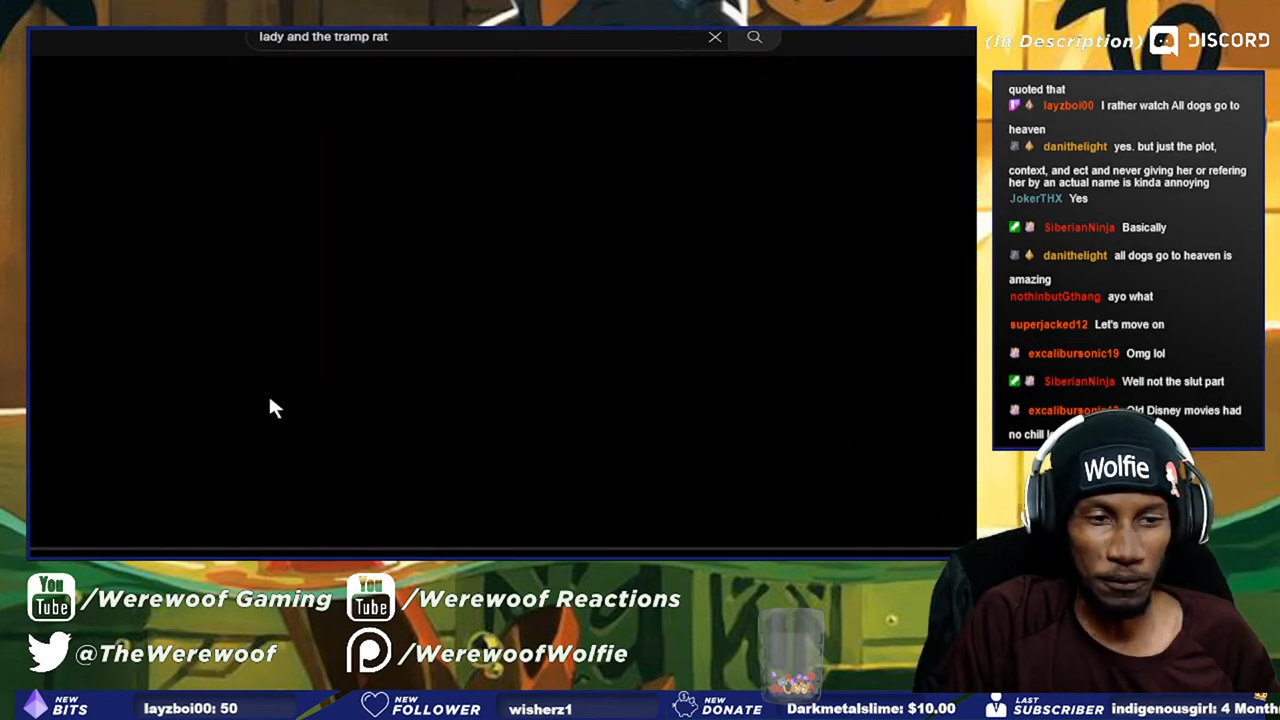 lady and the tramp rat
(In Description) DISCORD
quoted that
layzboi00 I rather watch All dogs go to
heaven
danithelight yes. but just the plot,
context, and ect and never giving her or refering
her by an actual name is kinda annoying
JokerTHX Yes
SiberianNinja Basically
danithelight all dogs go to heaven is
amazing
nothinbutGthang ayo what
superjacked12 Let's move on
excalibursonic19 Omg lol
SiberianNinja Well not the slut part
Old Disney movies had
no chill
Wolfie
You Tube /Werewoof Gaming
You Tube /Werewoof Reactions
@TheWerewoof
/WerewoofWolfie
NEW BITS layzboi00: 50
NEW FOLLOWER wisherz1
NEW DONATE Darkmetalslime: $10.00
LAST SUBSCRIBER indigenousgirl: 4 Month